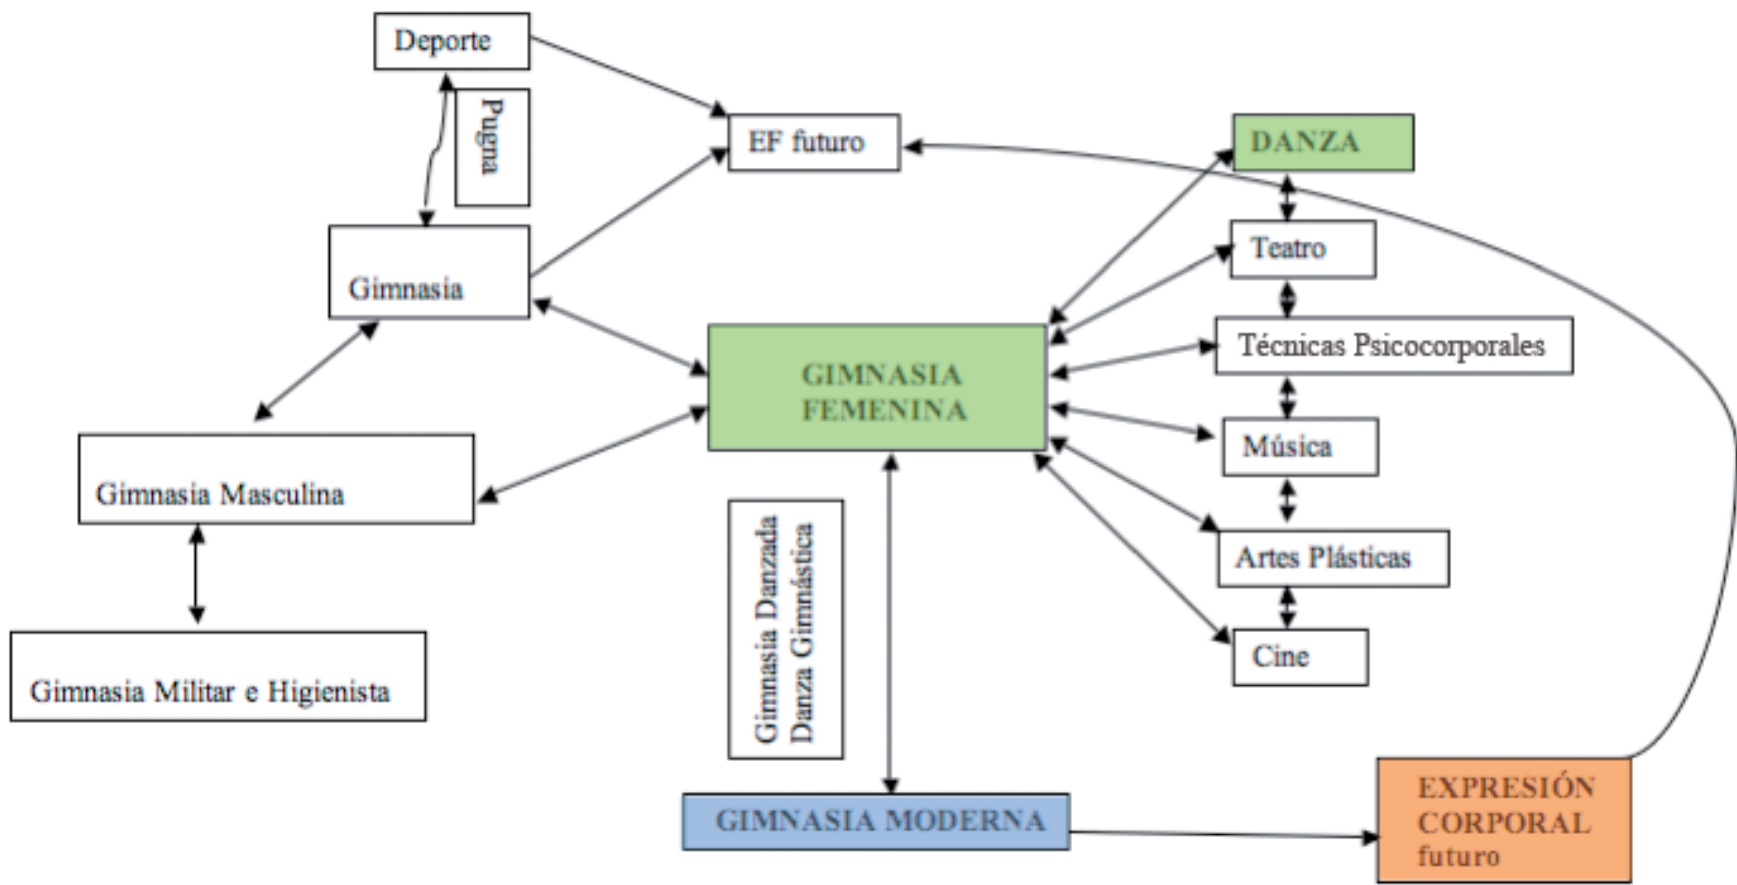 Deporte
Pugna
EF futuro
DANZA
Teatro
Gimnasia
Técnicas Psicocorporales
GIMNASIA
FEMENINA
Música
Gimnasia Masculina
Artes Plásticas
Gimnasia Danzada
Danza Gimnástica
Cine
Gimnasia Militar e Higienista
EXPRESIÓN
CORPORAL
futuro
GIMNASIA MODERNA